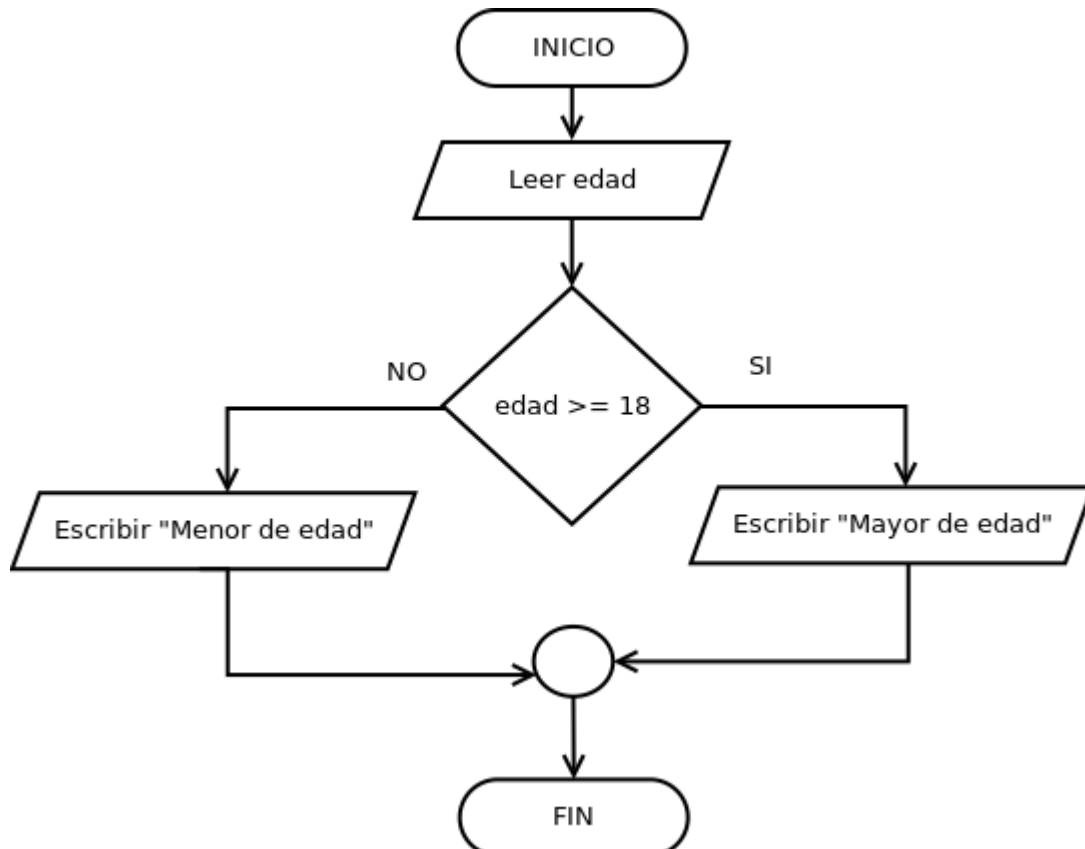 INICIO
Leer edad
NO
SI
edad >= 18
Escribir "Menor de edad"
Escribir "Mayor de edad"
FIN